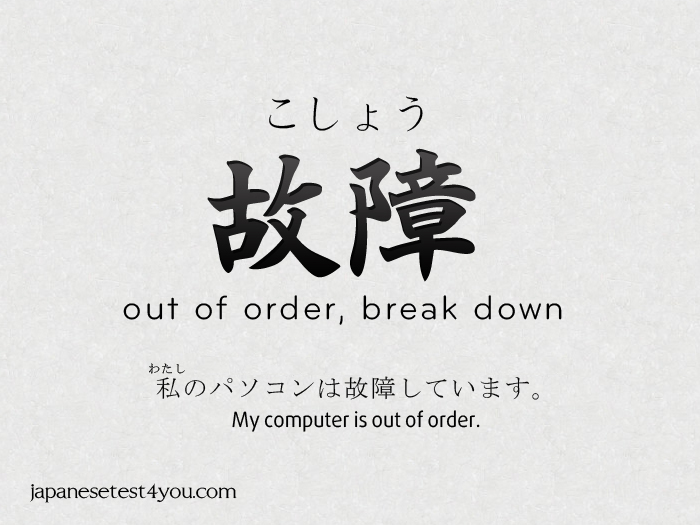 こしょう
故障
out of order, break down
わたし
私のパソコンは故障しています。
My computer is out of order.
japanesetest4you.com